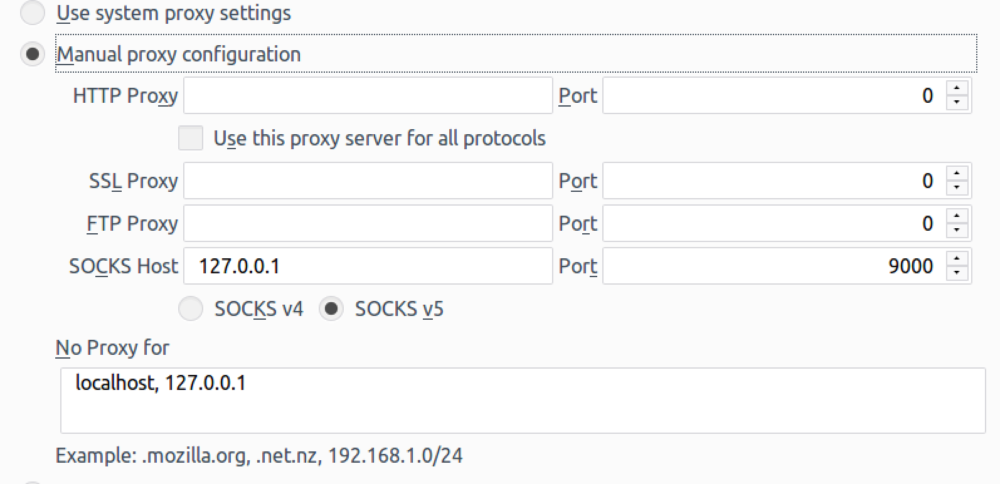 Use system proxy settings
Manual proxy configuration
HTTP Proxy Port 0
Use this proxy server for all protocols
SSL Proxy Port 0
FTP Proxy Port 0
SOCKS Host 127.0.0.1 Port 9000
SOCKS v4 SOCKS v5
No Proxy for
localhost, 127.0.0.1
Example: .mozilla.org, .net.nz, 192.168.1.0/24